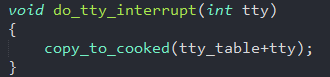 void do_tty_interrupt(int tty)
{
    copy_to_cooked(tty_table+tty);
}